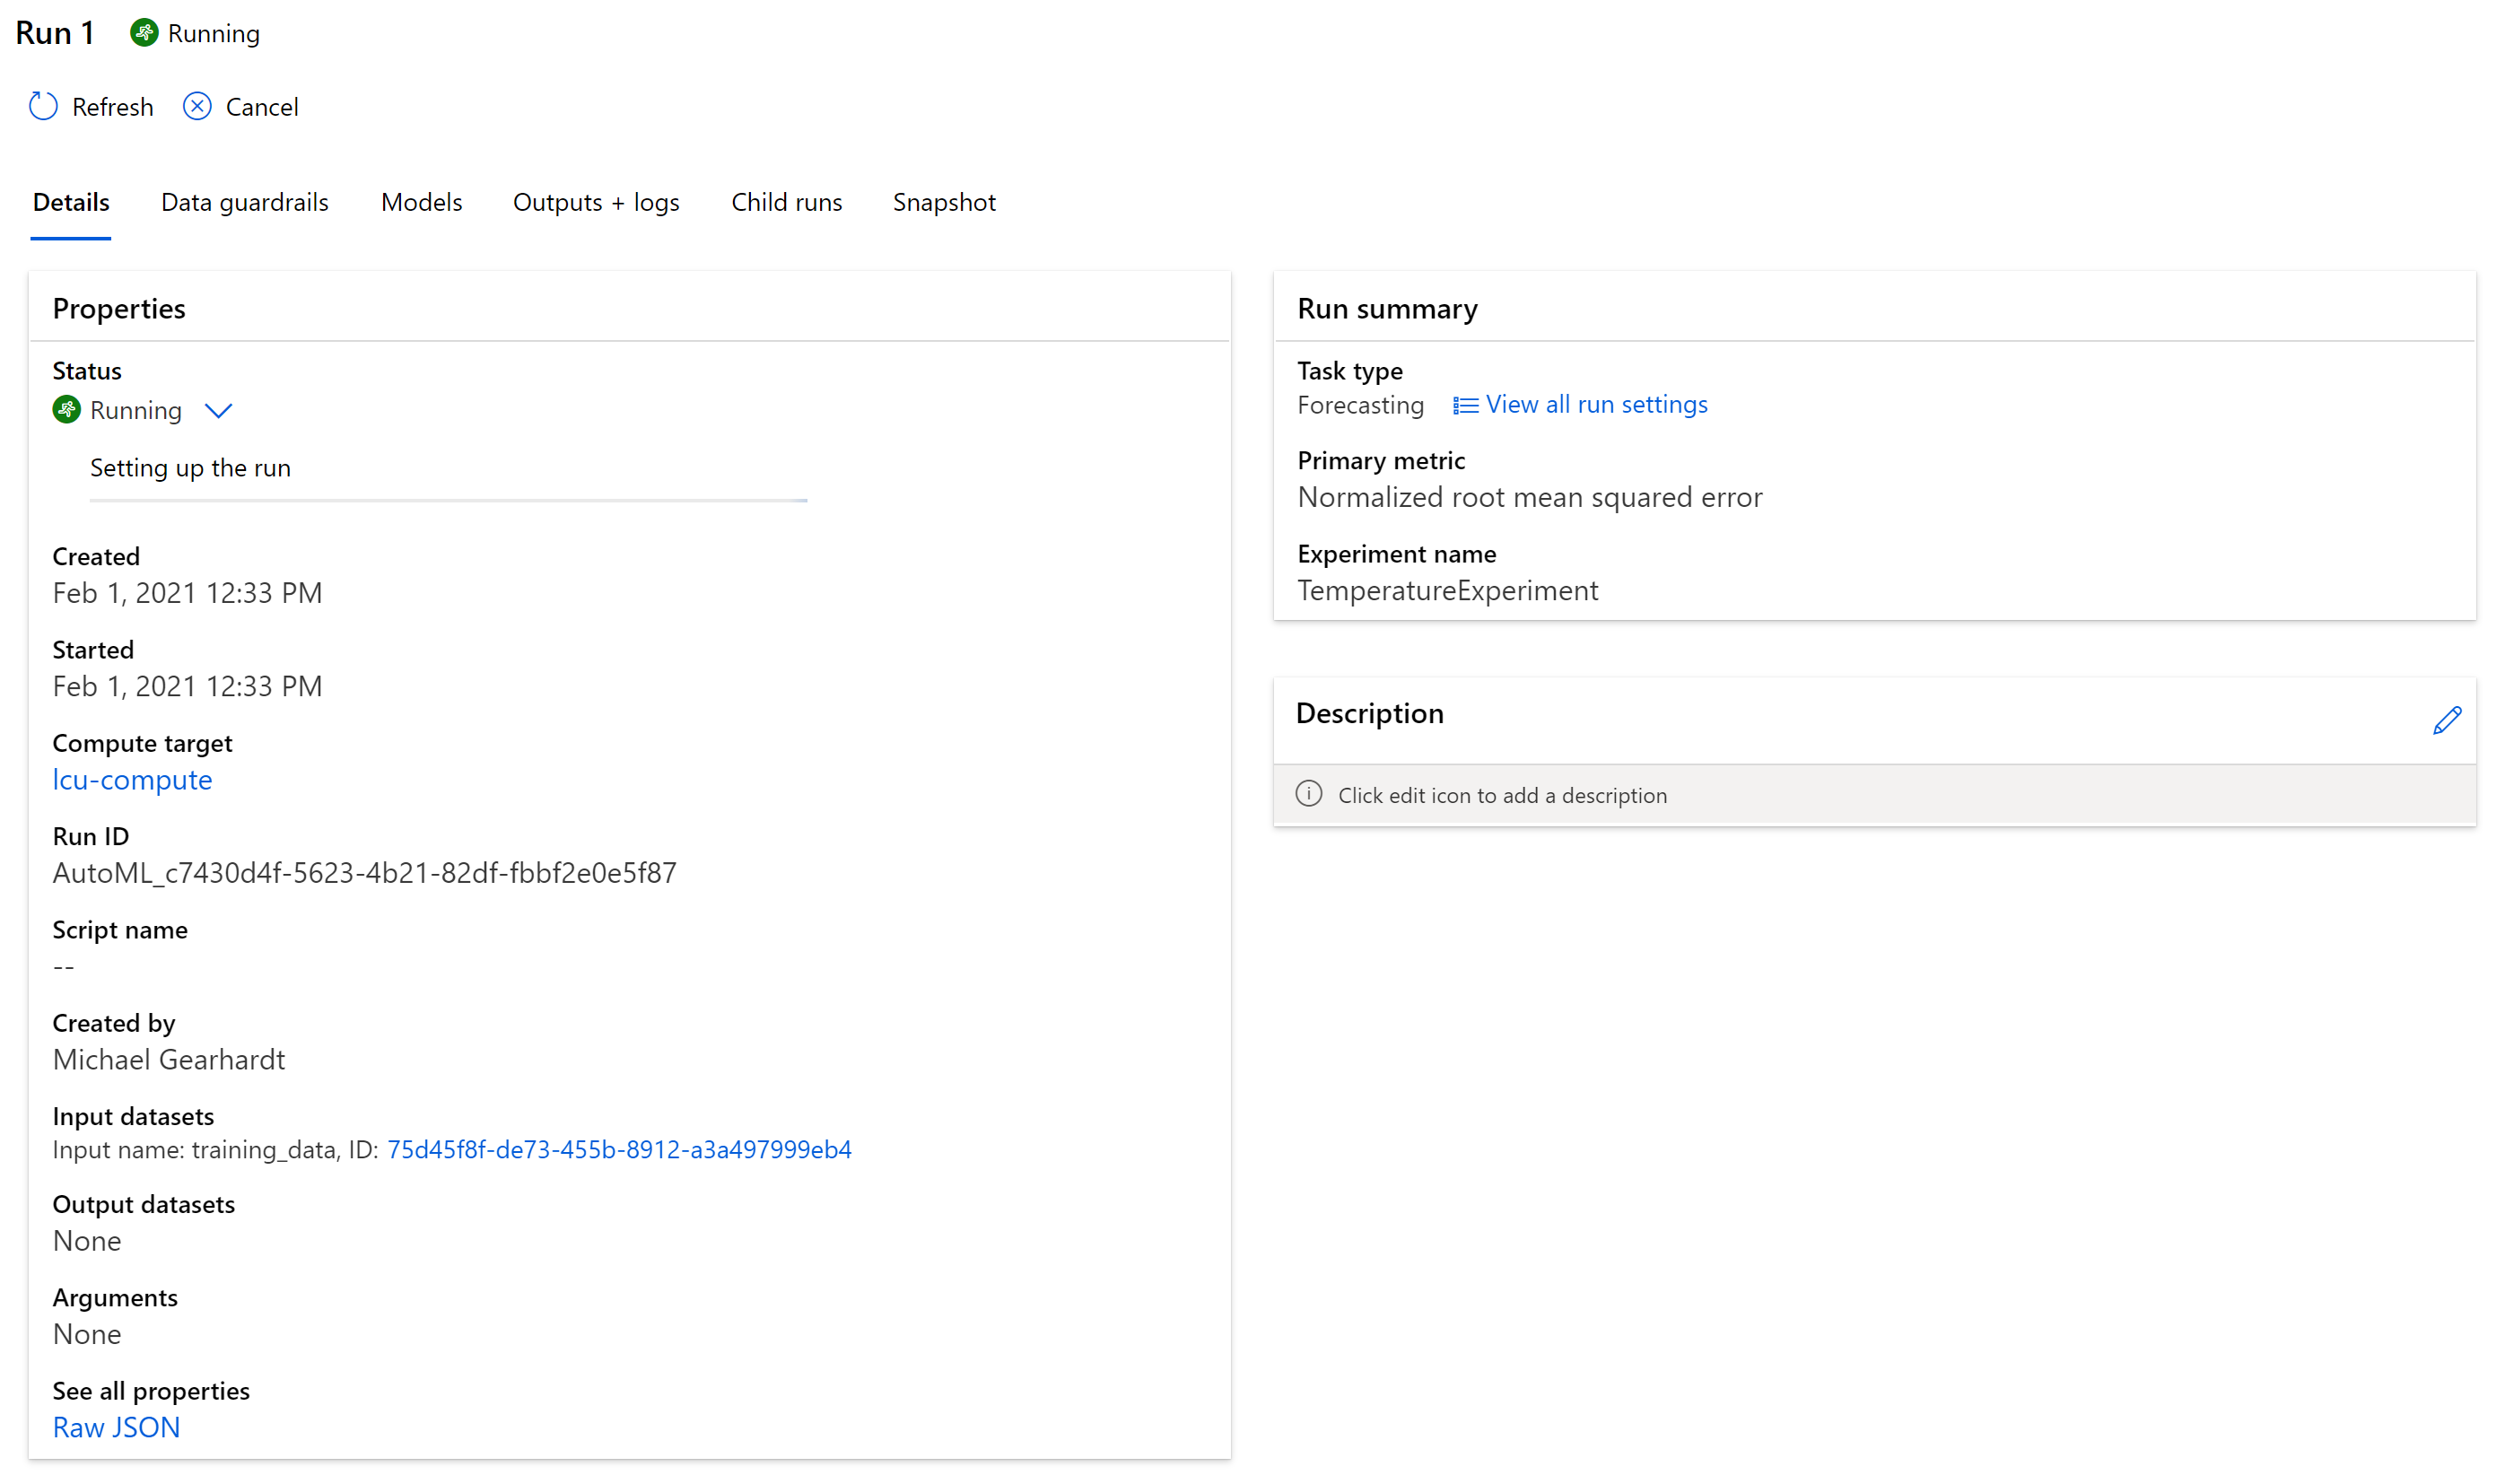 Run 1 Running
Refresh Cancel
Details Data guardrails Models Outputs + logs Child runs Snapshot
Properties
Status
Running
Setting up the run
Created
Feb 1, 2021 12:33 PM
Started
Feb 1, 2021 12:33 PM
Compute target
lcu-compute
Run ID
AutoML_c7430d4f-5623-4b21-82df-fbbf2e0e5f87
Script name
--
Created by
Michael Gearhardt
Input datasets
Input name: training_data, ID: 75d45f8f-de73-455b-8912-a3a497999eb4
Output datasets
None
Arguments
None
See all properties
Raw JSON
Run summary
Task type
Forecasting View all run settings
Primary metric
Normalized root mean squared error
Experiment name
TemperatureExperiment
Description
Click edit icon to add a description